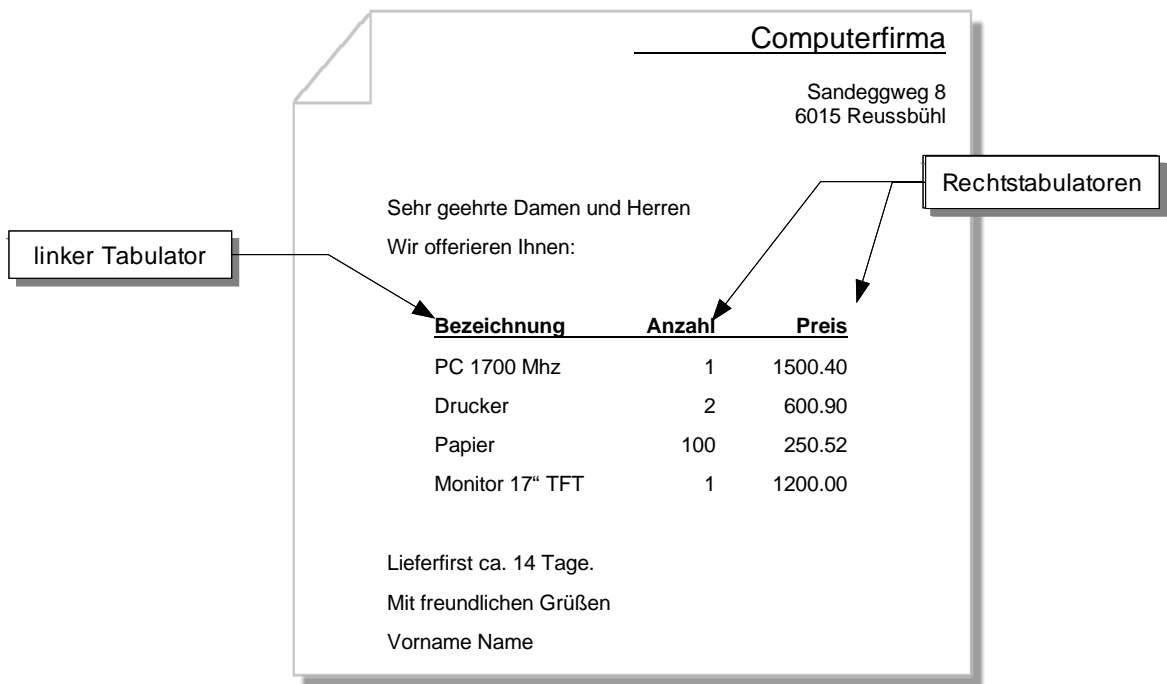 Computerfirma
Sandeggweg 8
6015 Reussbühl
Rechtstabulatoren
Sehr geehrte Damen und Herren
Wir offerieren Ihnen:
linker Tabulator
Bezeichnung Anzahl Preis
PC 1700 Mhz 1 1500.40
Drucker 2 600.90
Papier 100 250.52
Monitor 17“ TFT 1 1200.00
Lieferfirst ca. 14 Tage.
Mit freundlichen Grüßen
Vorname Name